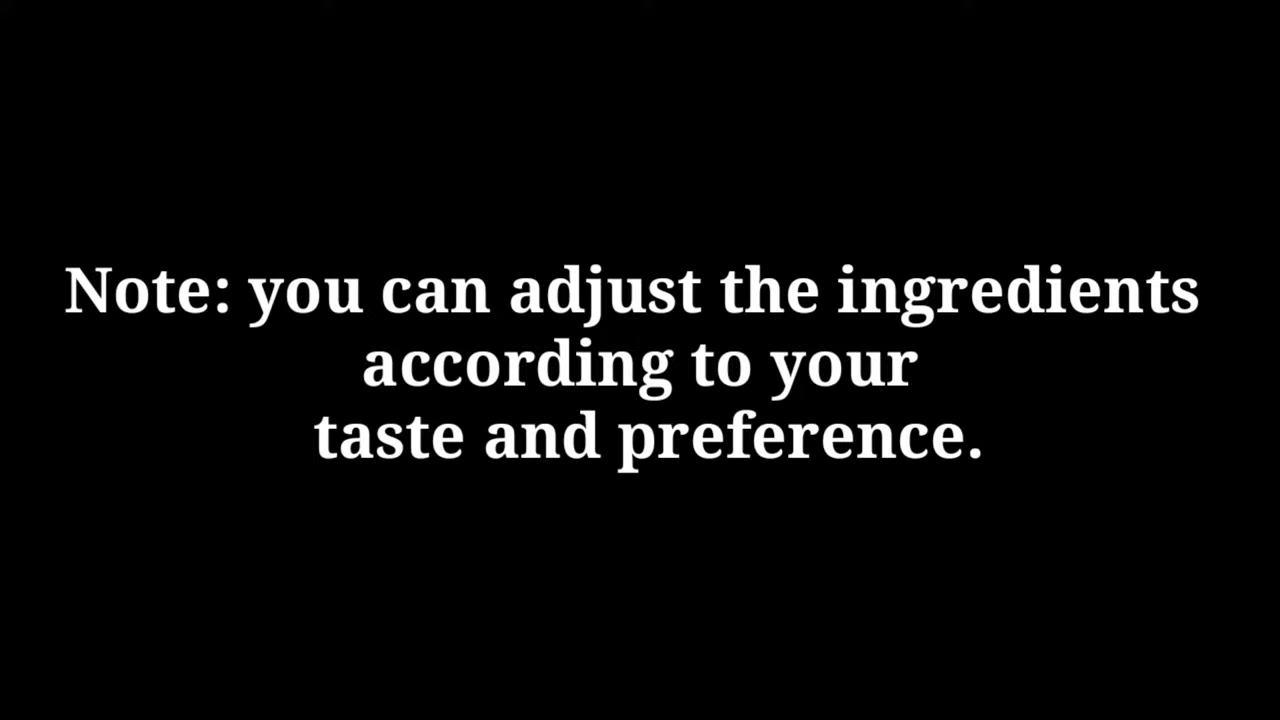 Note: you can adjust the ingredients
according to your
taste and preference.